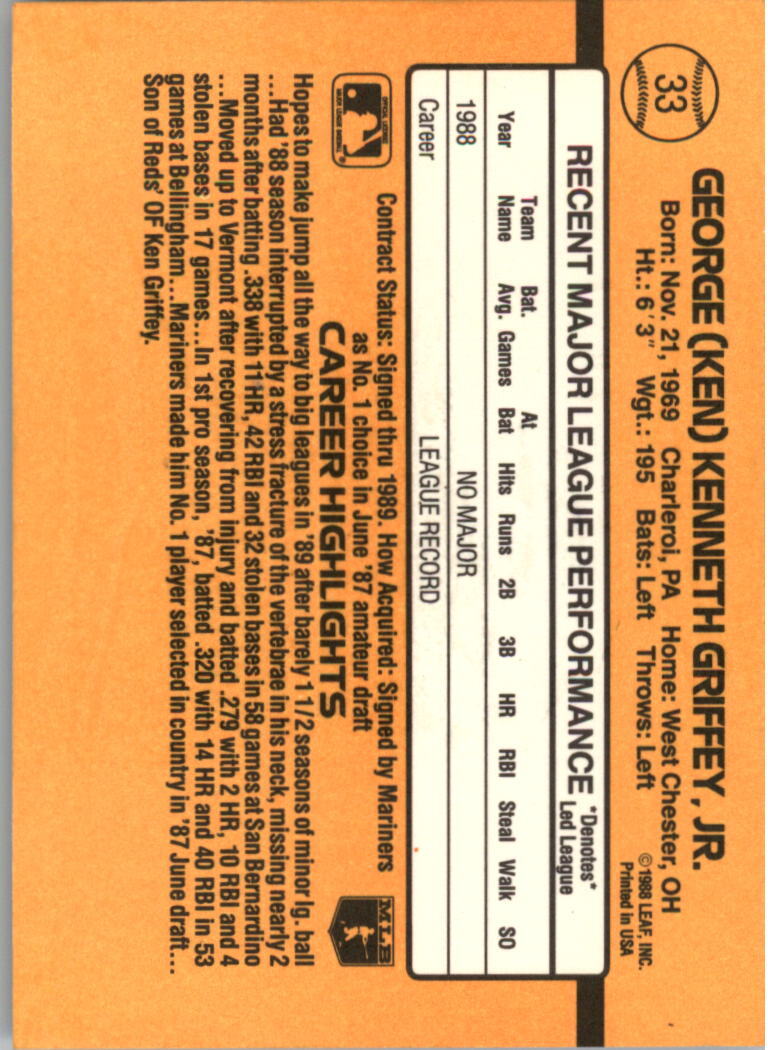 33
GEORGE (KEN) KENNETH GRIFFEY, JR.
Born: Nov. 21, 1969 Charleroi, PA Home: West Chester, OH
Ht.: 6'3" Wgt.: 195 Bats: Left Throws: Left
©1988 LEAF, INC.
Printed in USA
RECENT MAJOR LEAGUE PERFORMANCE *Denotes*
Led League
Year Team Name Bat. Avg. Games At Bat Hits Runs 2B 3B HR RBI Steal Walk SO
1988 NO MAJOR
Career LEAGUE RECORD
OFFICIAL LICENSEE
MAJOR LEAGUE BASEBALL
®
Contract Status: Signed thru 1989. How Acquired: Signed by Mariners
as No. 1 choice in June '87 amateur draft
MLB
CAREER HIGHLIGHTS
Hopes to make jump all the way to big leagues in '89 after barely 1 1/2 seasons of minor lg. ball
...Had '88 season interrupted by a stress fracture of the vertebrae in his neck, missing nearly 2
months after batting .338 with 11 HR, 42 RBI and 32 stolen bases in 58 games at San Bernardino
...Moved up to Vermont after recovering from injury and batted .279 with 2 HR, 10 RBI and 4
stolen bases in 17 games...In 1st pro season, '87, batted .320 with 14 HR and 40 RBI in 53
games at Bellingham...Mariners made him No. 1 player selected in country in '87 June draft...
Son of Reds' OF Ken Griffey.